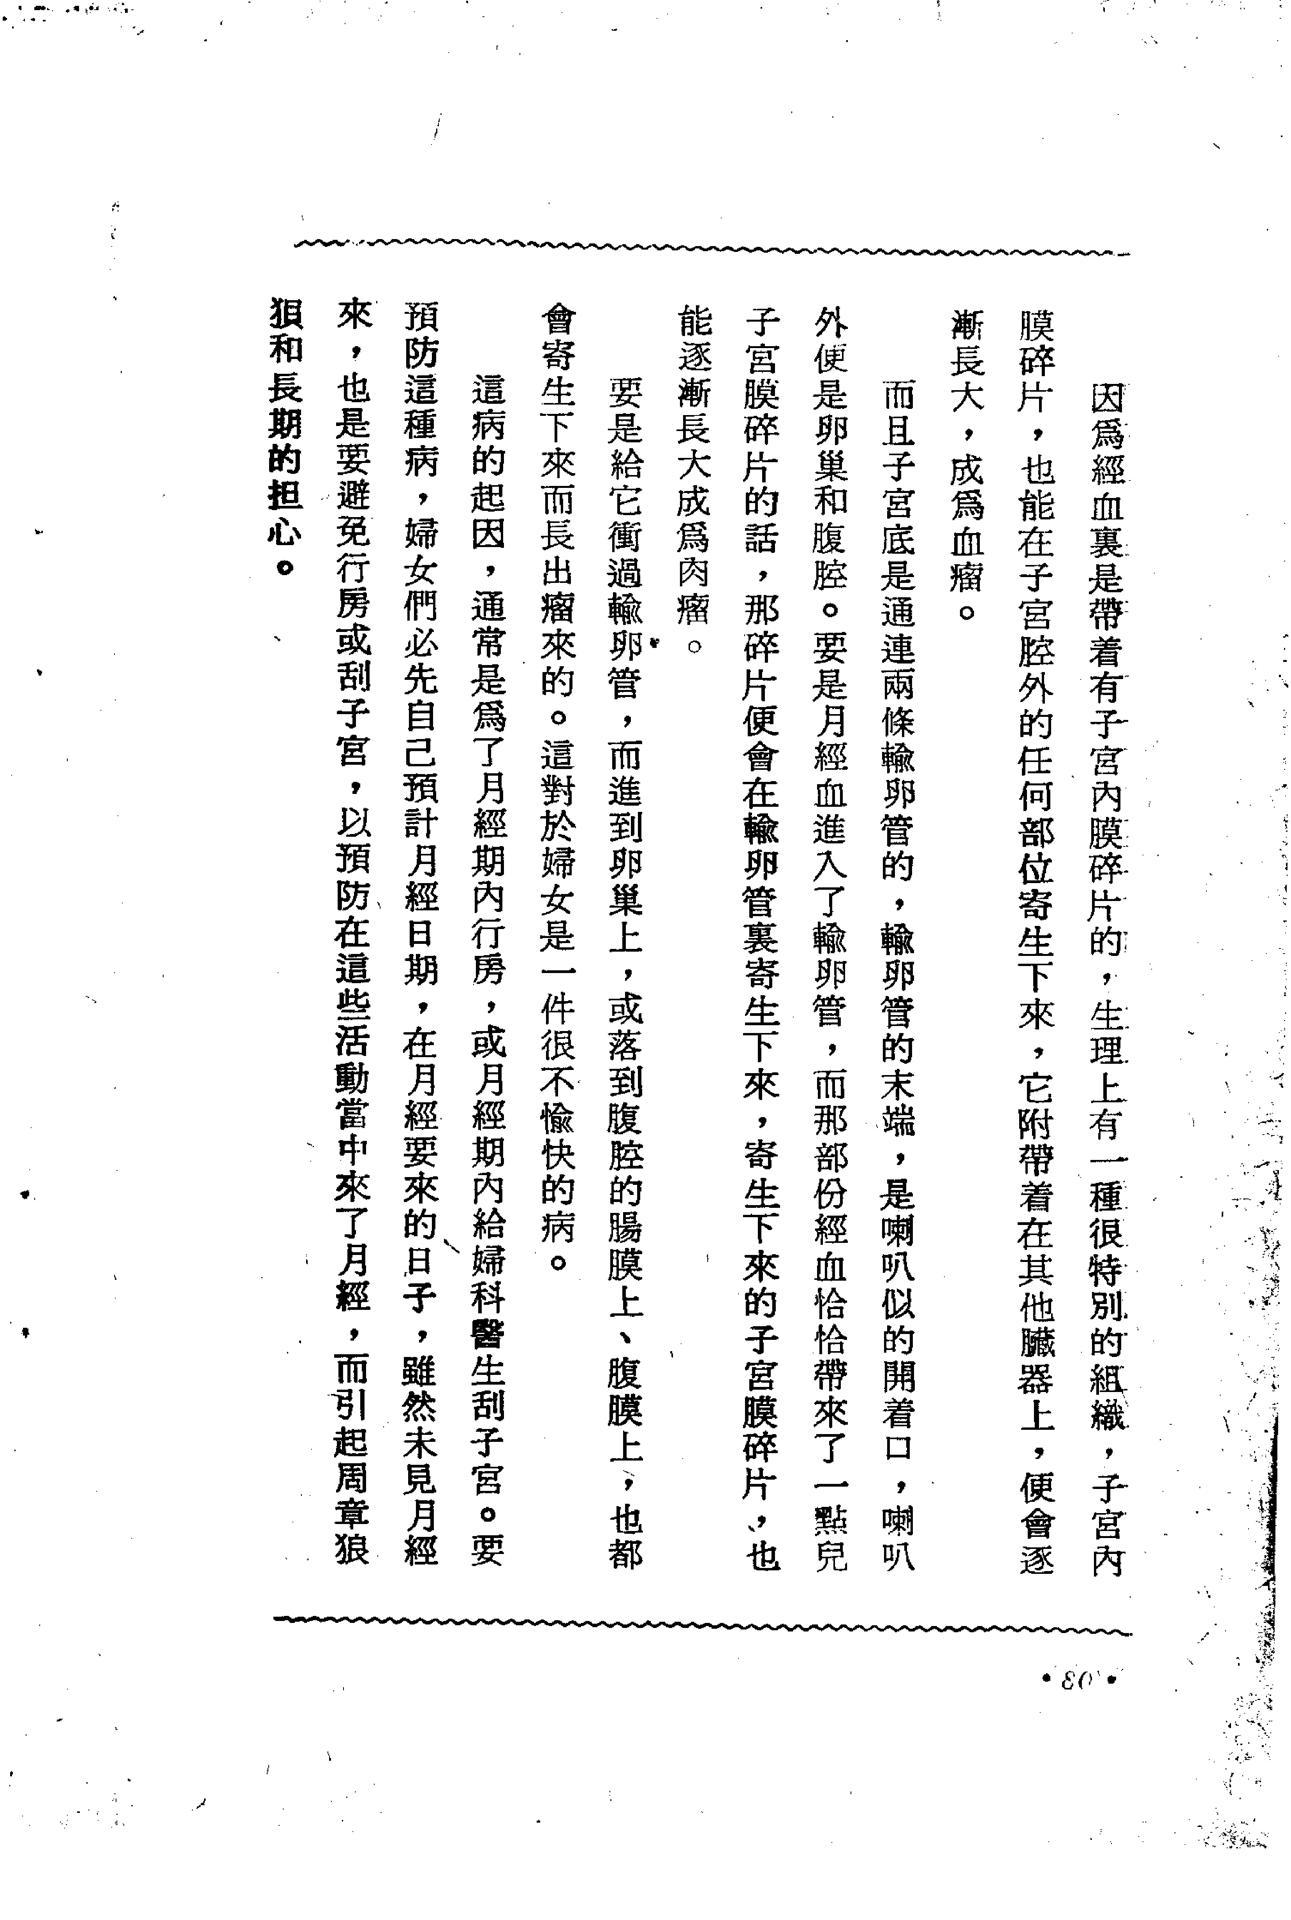 因爲經血裏是帶着有子宮內膜碎片的，生理上有一種很特別的組織，子宮內
膜碎片，也能在子宮腔外的任何部位寄生下來，它附帶着在其他臟器上，便會逐
漸長大，成爲血瘤。
而且子宮底是通連兩條輸卵管的，輸卵管的末端，是喇叭似的開着口，喇叭
外便是卵巢和腹腔。要是月經血進入了輸卵管，而那部份經血恰恰帶來了一點兒
子宮膜碎片的話，那碎片便會在輸卵管裏寄生下來，寄生下來的子宮膜碎片，也
能逐漸長大成爲肉瘤。
要是給它衝過輸卵管，而進到卵巢上，或落到腹腔的腸膜上、腹膜上，也都
會寄生下來而長出瘤來的。這對於婦女是一件很不愉快的病。
這病的起因，通常是爲了月經期內行房，或月經期內給婦科醫生刮子宮。要
預防這種病，婦女們必先自己預計月經日期，在月經要來的日子，雖然未見月經
來，也是要避免行房或刮子宮，以預防在這些活動當中來了月經，而引起周章狼
狽和長期的担心。